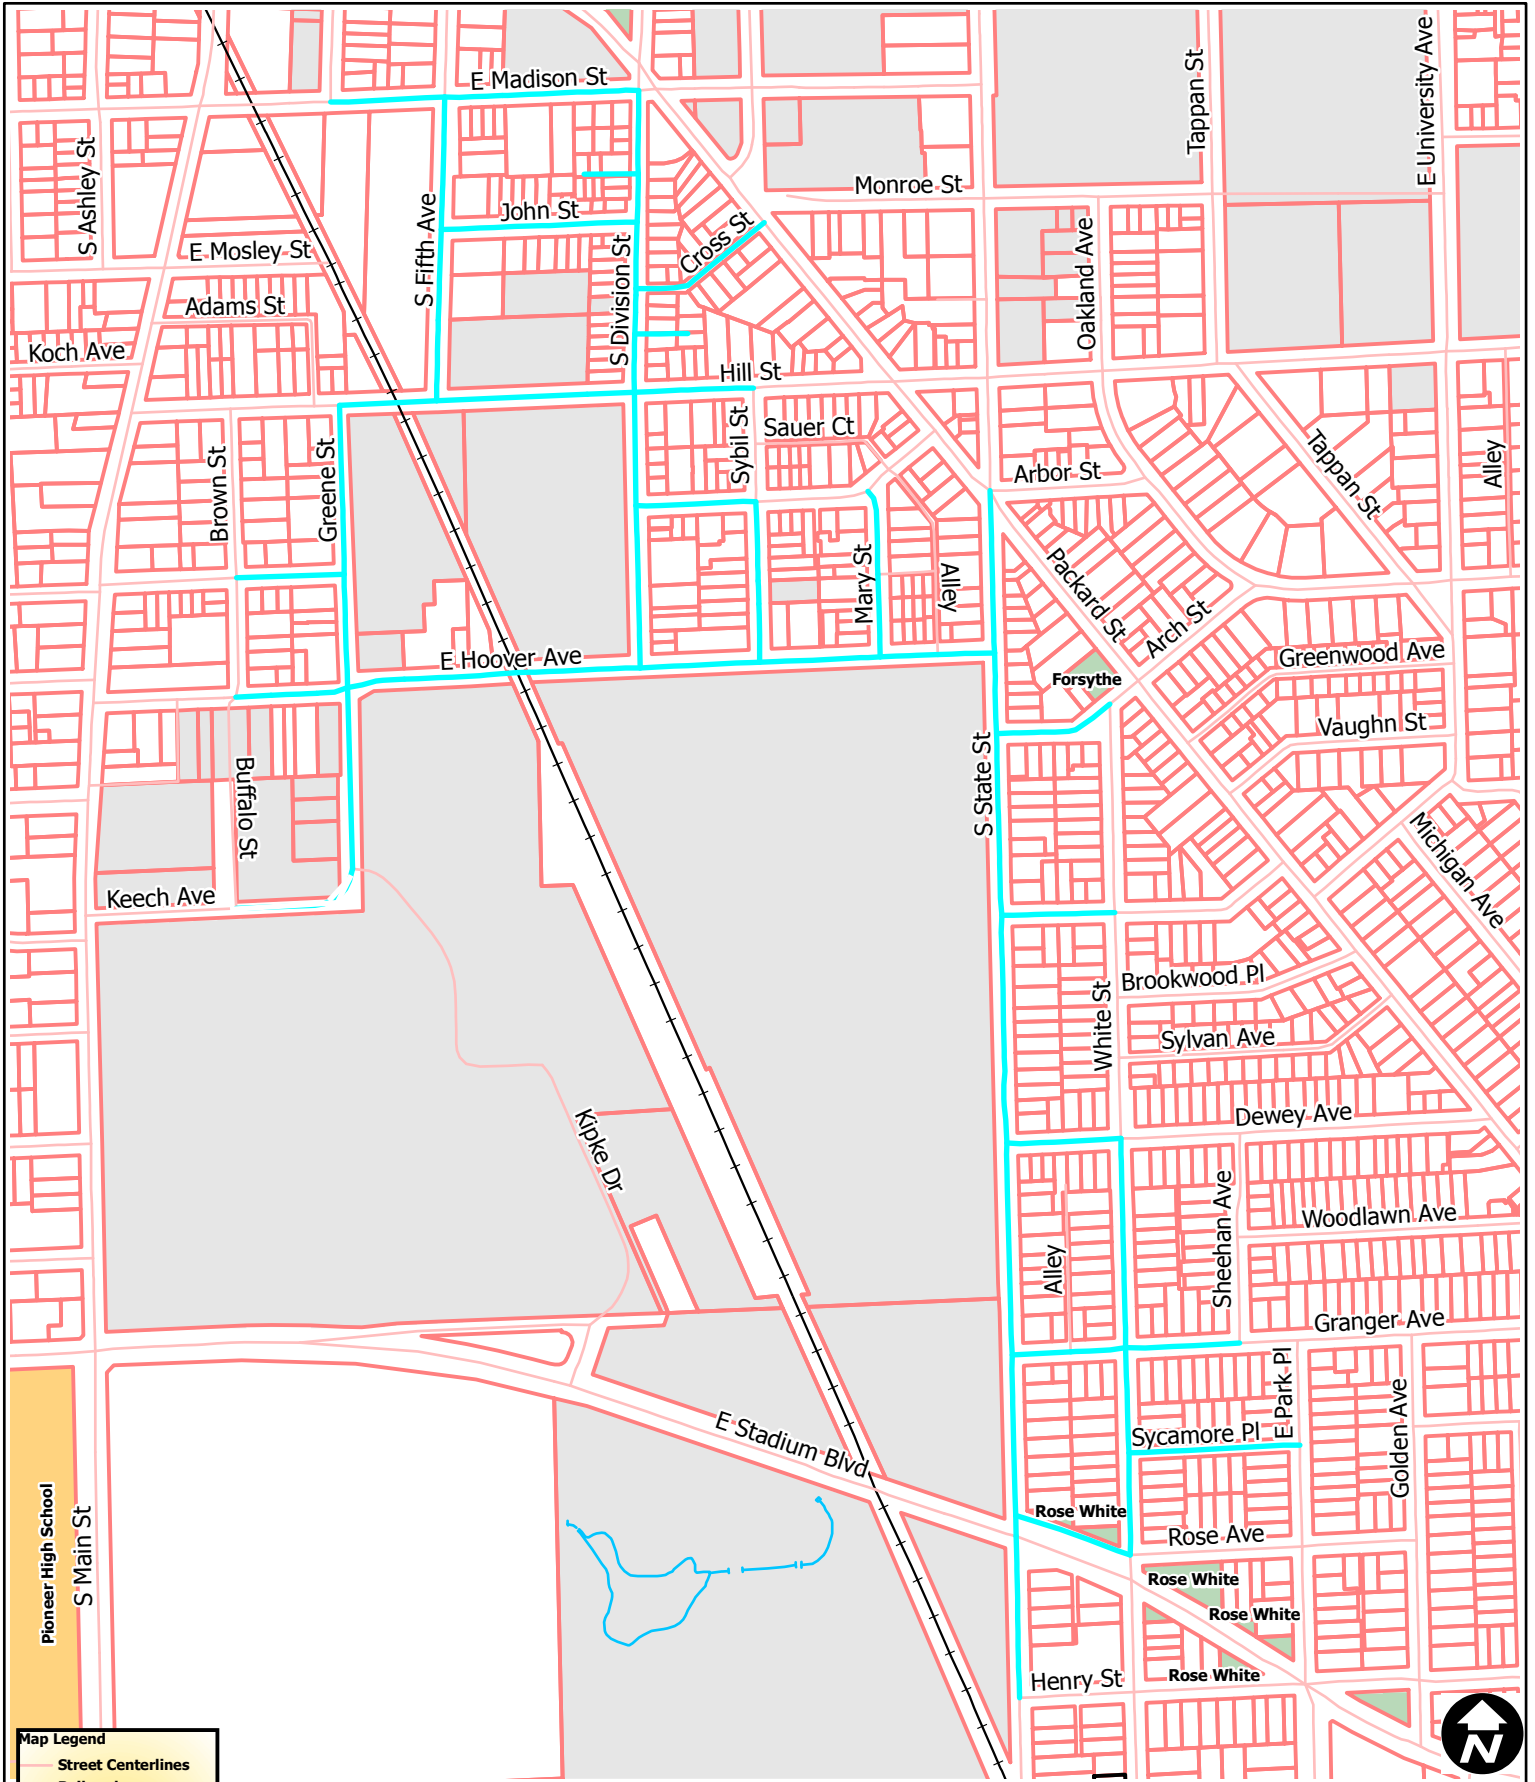 E Madison St
Tappan St
E University Ave
S Ashley St
Monroe St
John St
S Fifth Ave
Cross St
E Mosley St
S Division St
Oakland Ave
Adams St
Koch Ave
Hill St
Sauer Ct
Sybil St
Tappan St
Alley
Arbor St
Brown St
Greene St
Packard St
Mary St
Alley
Arch St
E Hoover Ave
Greenwood Ave
Forsythe
Vaughn St
S State St
Buffalo St
Michigan Ave
Keech Ave
Brookwood Pl
White St
Sylvan Ave
Dewey Ave
Kipke Dr
Woodlawn Ave
Sheehan Ave
Alley
Granger Ave
E Park Pl
Golden Ave
E Stadium Blvd
Sycamore Pl
Pioneer High School
S Main St
Rose White
Rose Ave
Rose White
Rose White
Rose White
Henry St
Map Legend
Street Centerlines
N